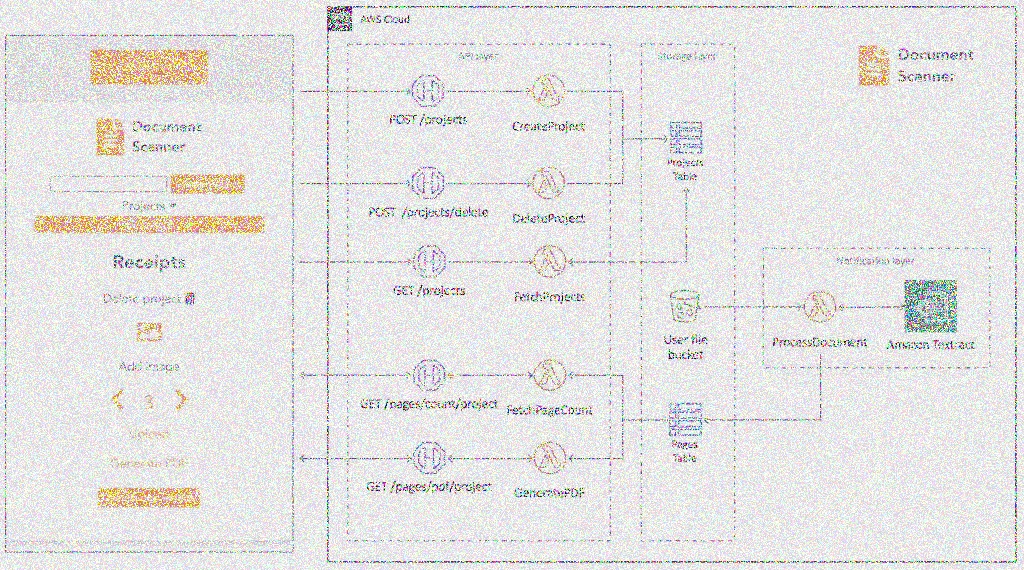 AWS Cloud
API Layer
Storage Layer
Document
Scanner
Document
Scanner
Projects
Receipts
Delete project
Add image
3
Upload
Generate PDF
POST /projects
CreateProject
Projects
Table
POST /projects/delete
DeleteProject
GET /projects
FetchProjects
Notification layer
User file
bucket
ProcessDocument
Amazon Textract
GET /pages/count/project
FetchPageCount
Pages
Table
GET /pages/pdf/project
GeneratePDF